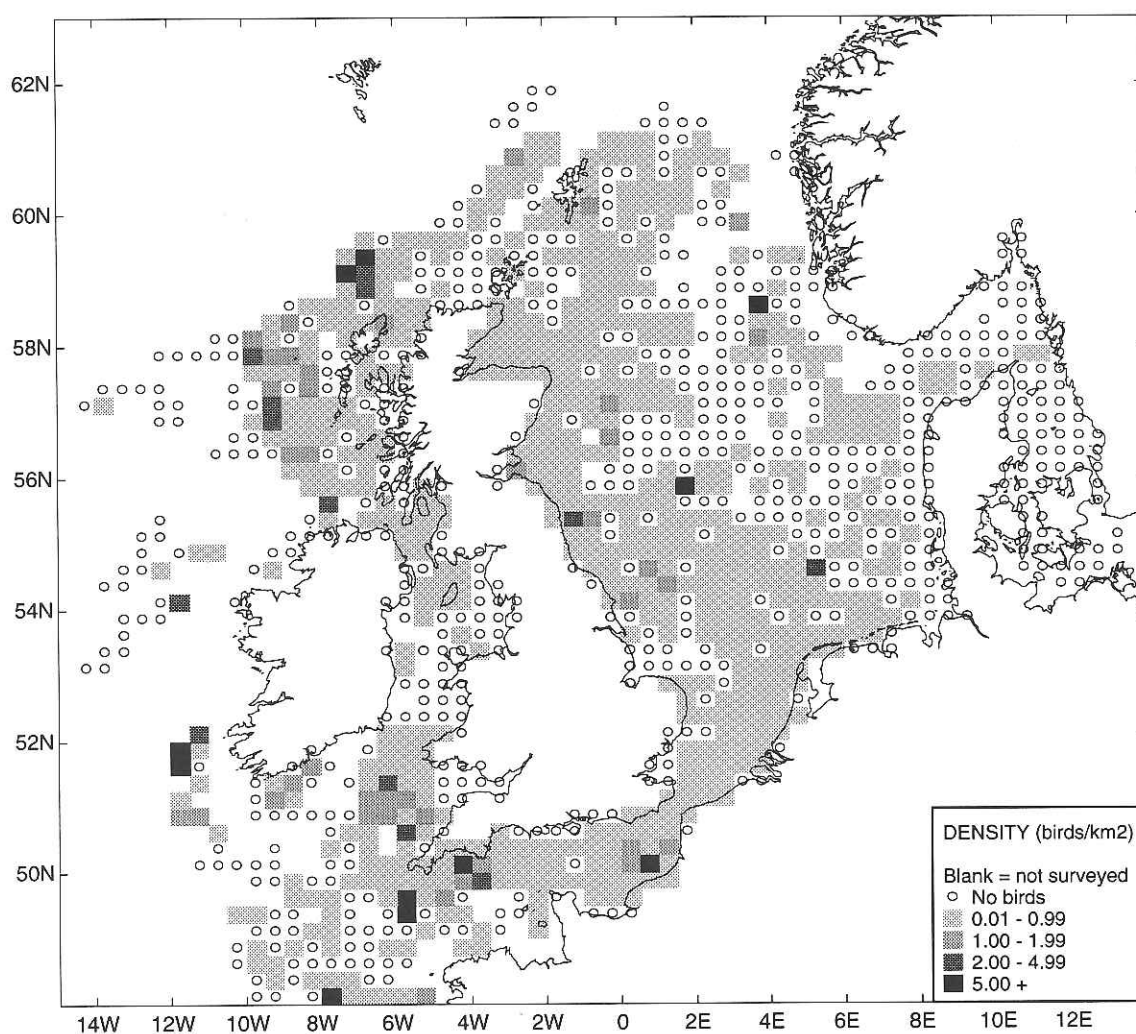 62N
60N
58N
56N
54N
52N
50N
DENSITY (birds/km2)
Blank = not surveyed
No birds
0.01 - 0.99
1.00 - 1.99
2.00 - 4.99
5.00 +
14W 12W 10W 8W 6W 4W 2W 0 2E 4E 6E 8E 10E 12E